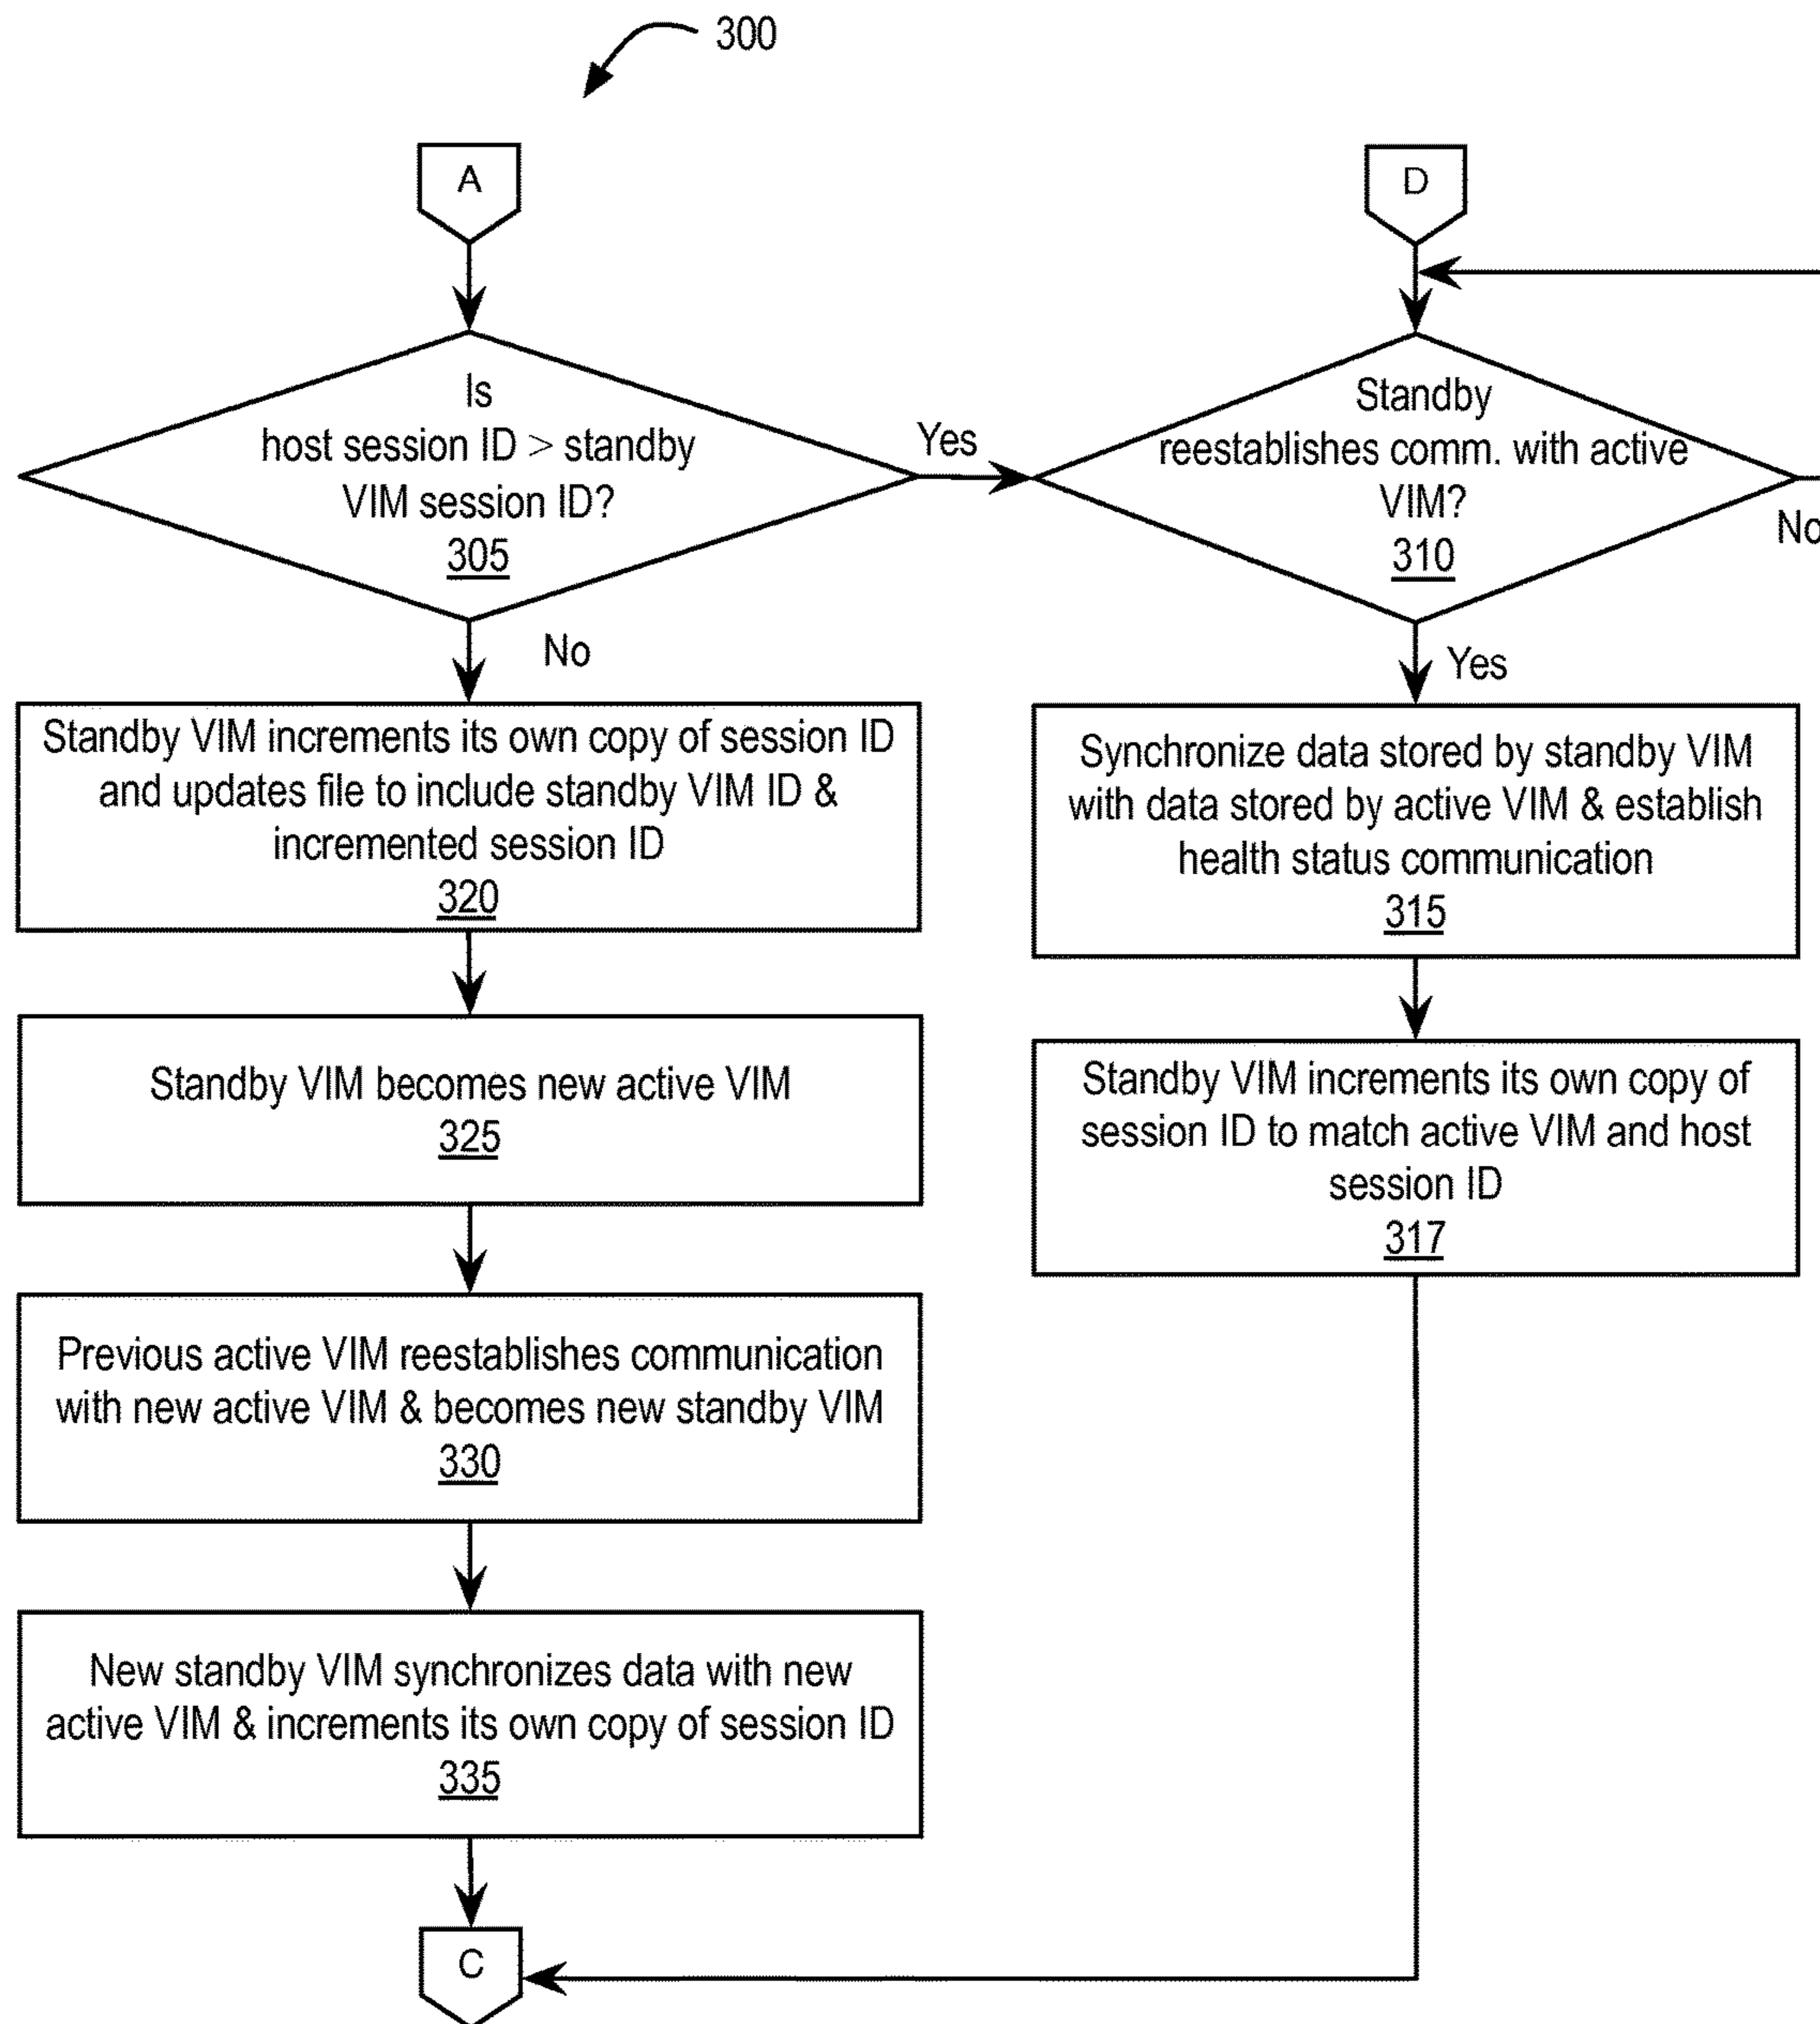 300
A
Is
host session ID > standby
VIM session ID?
305
Yes
No
D
Standby
reestablishes comm. with active
VIM?
310
No
Yes
Standby VIM increments its own copy of session ID
and updates file to include standby VIM ID &
incremented session ID
320
Standby VIM becomes new active VIM
325
Previous active VIM reestablishes communication
with new active VIM & becomes new standby VIM
330
New standby VIM synchronizes data with new
active VIM & increments its own copy of session ID
335
Synchronize data stored by standby VIM
with data stored by active VIM & establish
health status communication
315
Standby VIM increments its own copy of
session ID to match active VIM and host
session ID
317
C